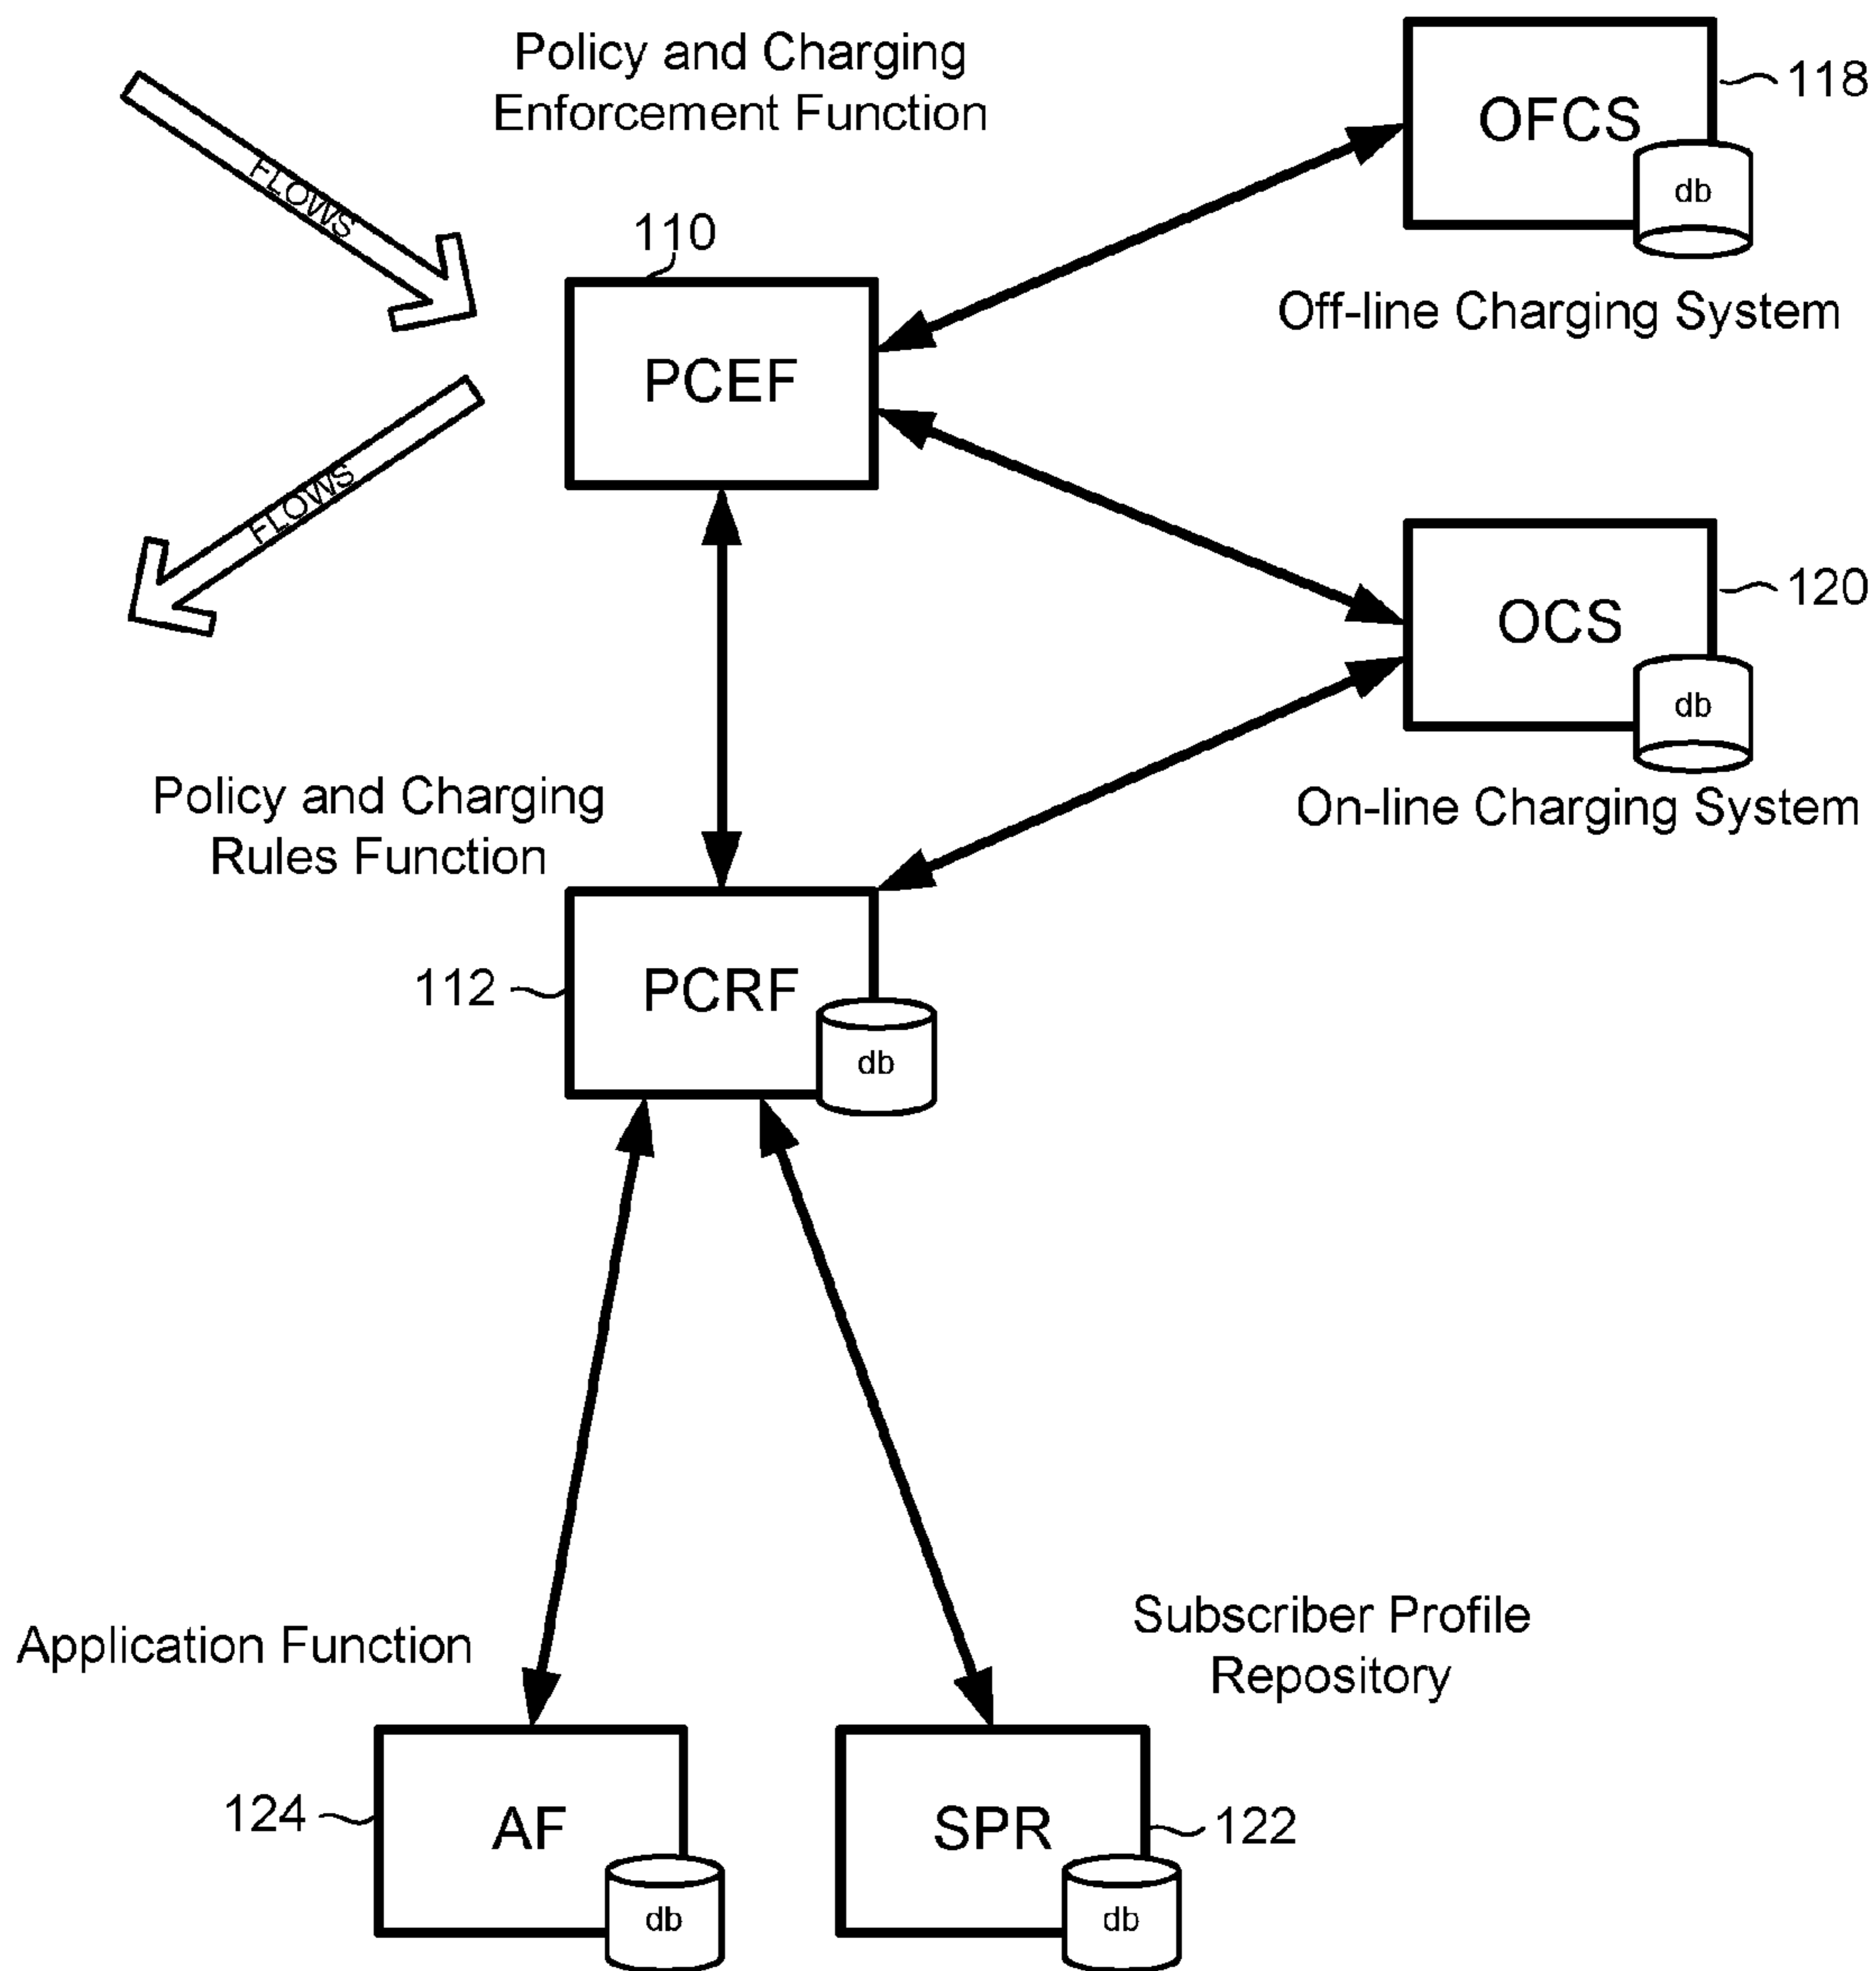 Policy and Charging
Enforcement Function
FLOWS
110
PCEF
OFCS
118
db
Off-line Charging System
FLOWS
OCS
120
db
On-line Charging System
Policy and Charging
Rules Function
112
PCRF
db
Application Function
Subscriber Profile
Repository
124
AF
db
SPR
122
db